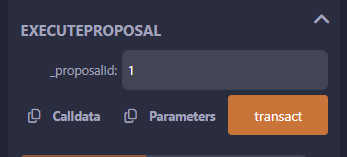 EXECUTEPROPOSAL
_proposalId: 1
Calldata Parameters transact